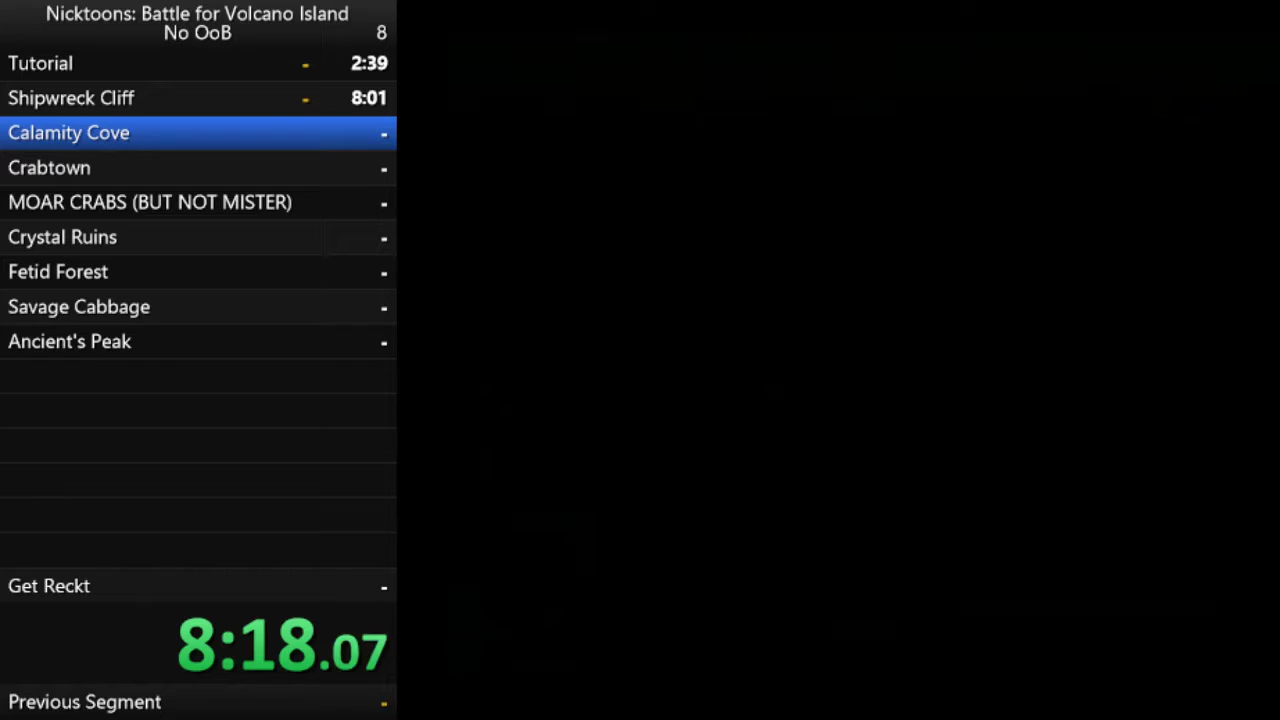 Nicktoons: Battle for Volcano Island
No OoB 8
Tutorial - 2:39
Shipwreck Cliff - 8:01
Calamity Cove -
Crabtown -
MOAR CRABS (BUT NOT MISTER) -
Crystal Ruins -
Fetid Forest -
Savage Cabbage -
Ancient's Peak -
Get Reckt -
8:18.07
Previous Segment -